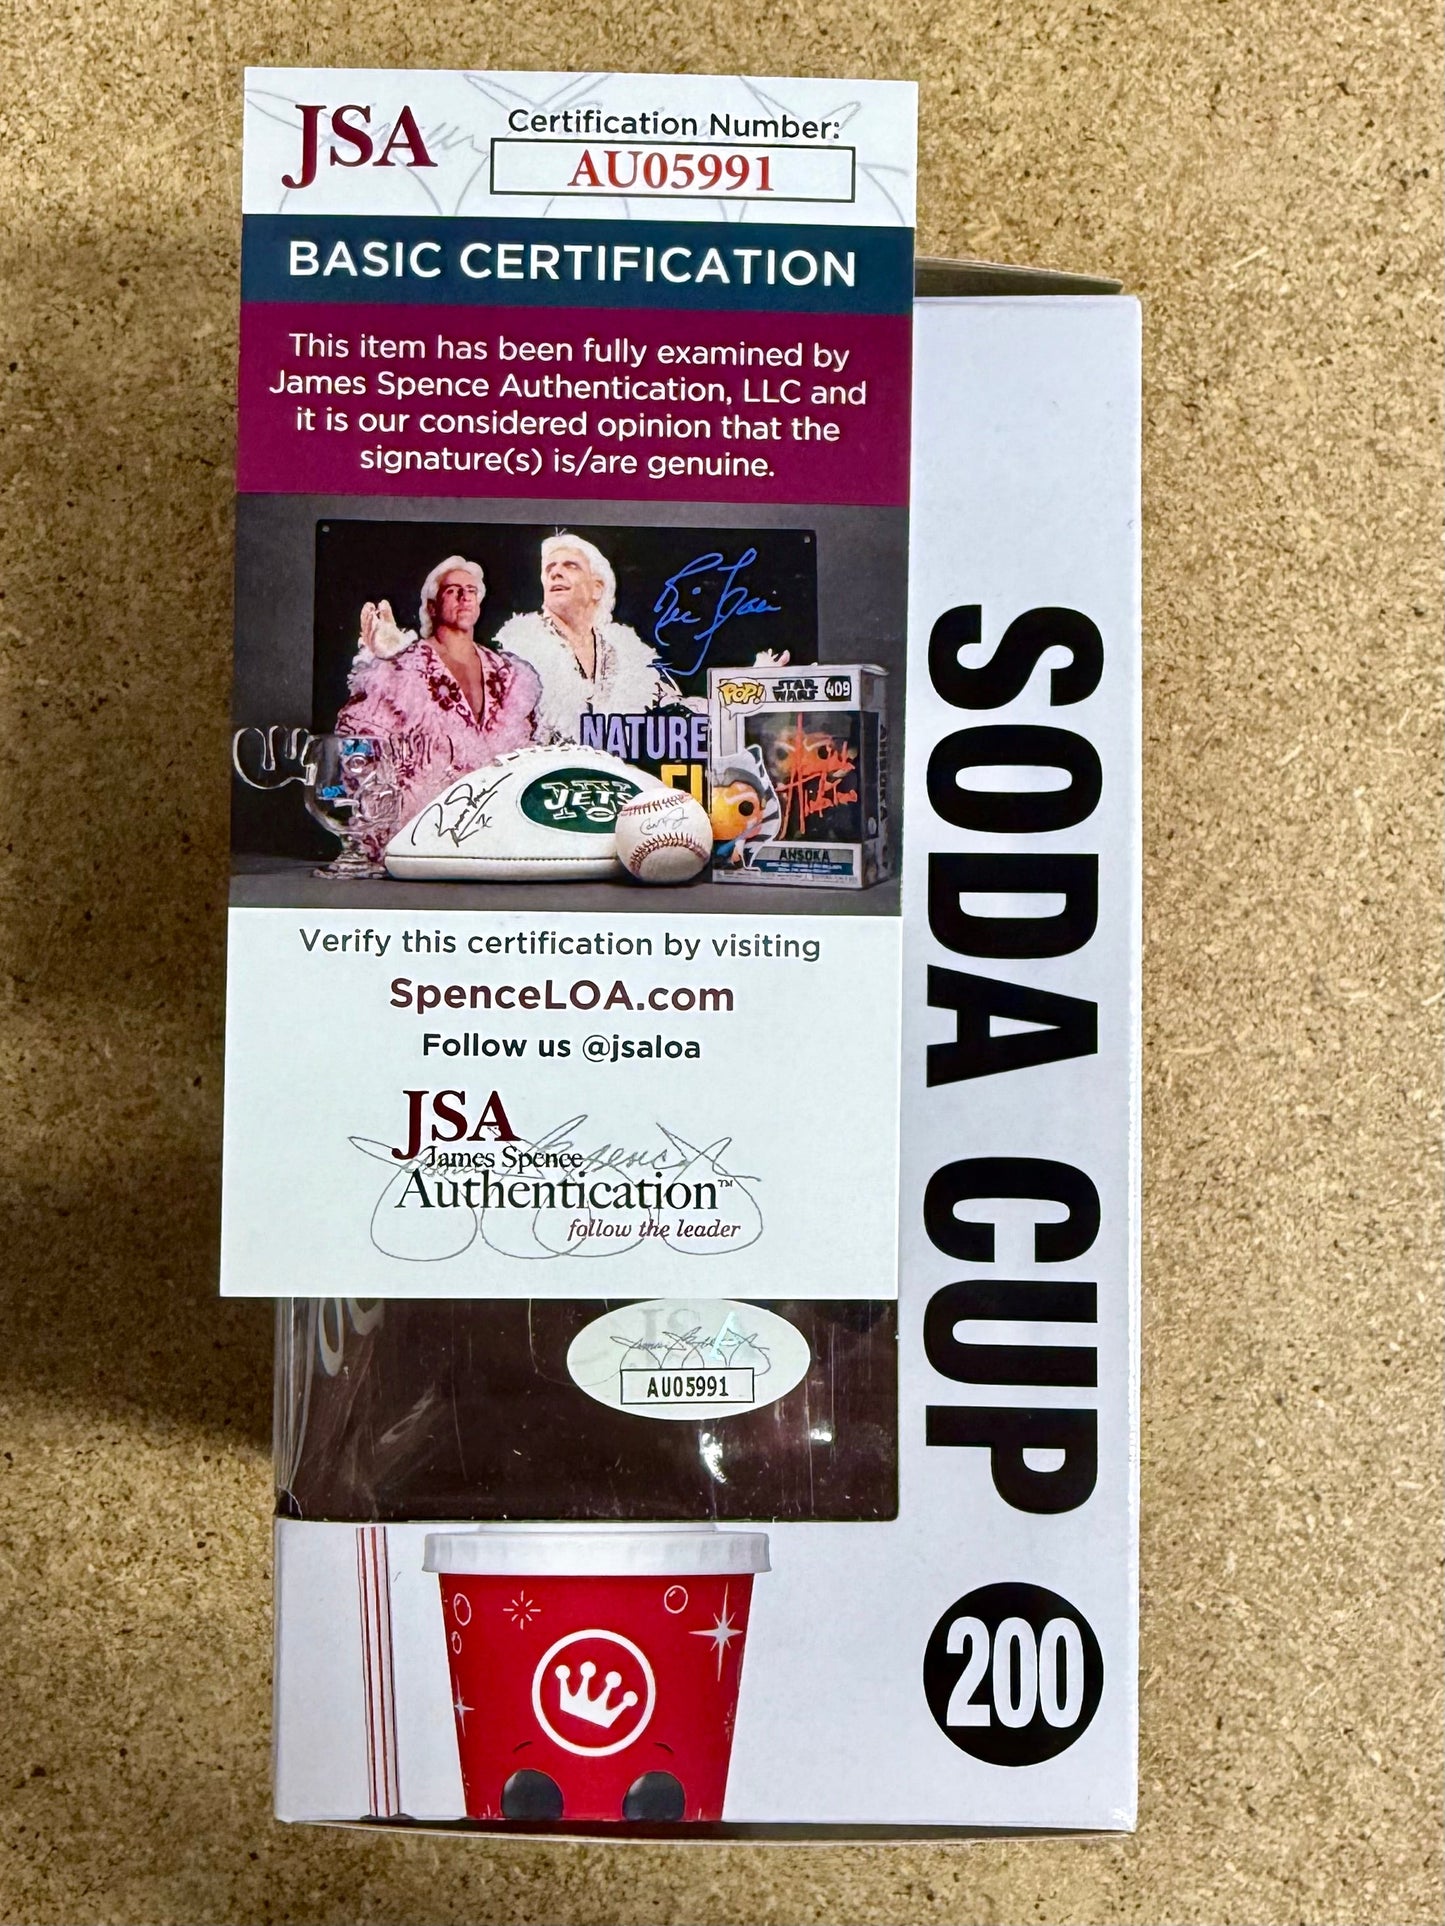 JSA
Certification Number:
AU05991
BASIC CERTIFICATION
This item has been fully examined by
James Spence Authentication, LLC and
it is our considered opinion that the
signature(s) is/are genuine.
POP!
STAR
WARS
409
NATURE
JETS
AHSOKA
Verify this certification by visiting
SpenceLOA.com
Follow us @jsaloa
JSA
James Spence
Authentication™
follow the leader
JSA
AU05991
SODA CUP
200